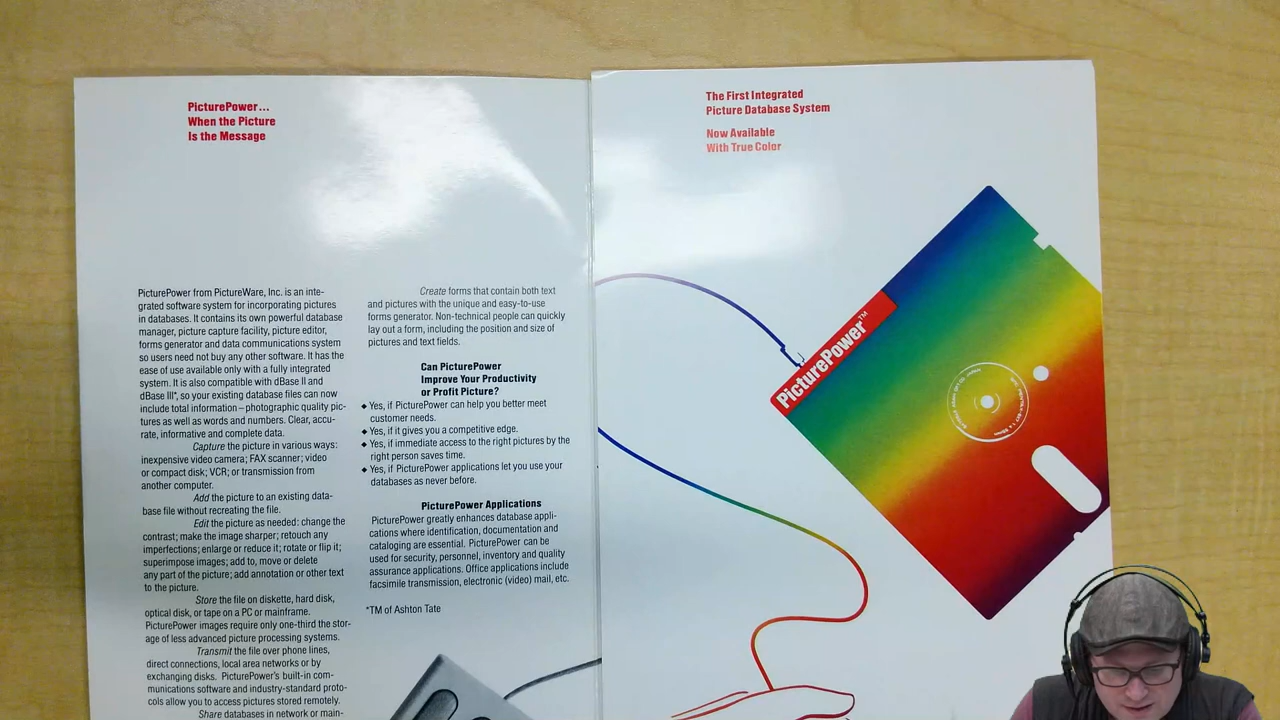 PicturePower...
When the Picture
Is the Message
PicturePower from PictureWare, Inc. is an inte-
grated software system for incorporating pictures
in databases. It contains its own powerful database
manager, picture capture facility, picture editor,
forms generator and data communications system
so users need not buy any other software. It has the
ease of use available only with a fully integrated
system. It is also compatible with dBase II and
dBase III*, so your existing database files can now
include total information – photographic quality pic-
tures as well as words and numbers. Clear, accu-
rate, informative and complete data.
Capture the picture in various ways:
inexpensive video camera; FAX scanner; video
or compact disk; VCR; or transmission from
another computer.
Add the picture to an existing data-
base file without recreating the file.
Edit the picture as needed: change the
contrast; make the image sharper; retouch any
imperfections; enlarge or reduce it; rotate or flip it;
superimpose images; add to, move or delete
any part of the picture; add annotation or other text
to the picture.
Store the file on diskette, hard disk,
optical disk, or tape on a PC or mainframe.
PicturePower images require only one-third the stor-
age of less advanced picture processing systems.
Transmit the file over phone lines,
direct connections, local area networks or by
exchanging disks. PicturePower's built-in com-
munications software and industry-standard proto-
cols allow you to access pictures stored remotely.
Share databases in network or main-
Create forms that contain both text
and pictures with the unique and easy-to-use
forms generator. Non-technical people can quickly
lay out a form, including the position and size of
pictures and text fields.
Can PicturePower
Improve Your Productivity
or Profit Picture?
◆ Yes, if PicturePower can help you better meet
customer needs.
◆ Yes, if it gives you a competitive edge.
◆ Yes, if immediate access to the right pictures by the
right person saves time.
◆ Yes, if PicturePower applications let you use your
databases as never before.
PicturePower Applications
PicturePower greatly enhances database appli-
cations where identification, documentation and
cataloging are essential. PicturePower can be
used for security, personnel, inventory and quality
assurance applications. Office applications include
facsimile transmission, electronic (video) mail, etc.
*TM of Ashton Tate
The First Integrated
Picture Database System
Now Available
With True Color
PicturePower™